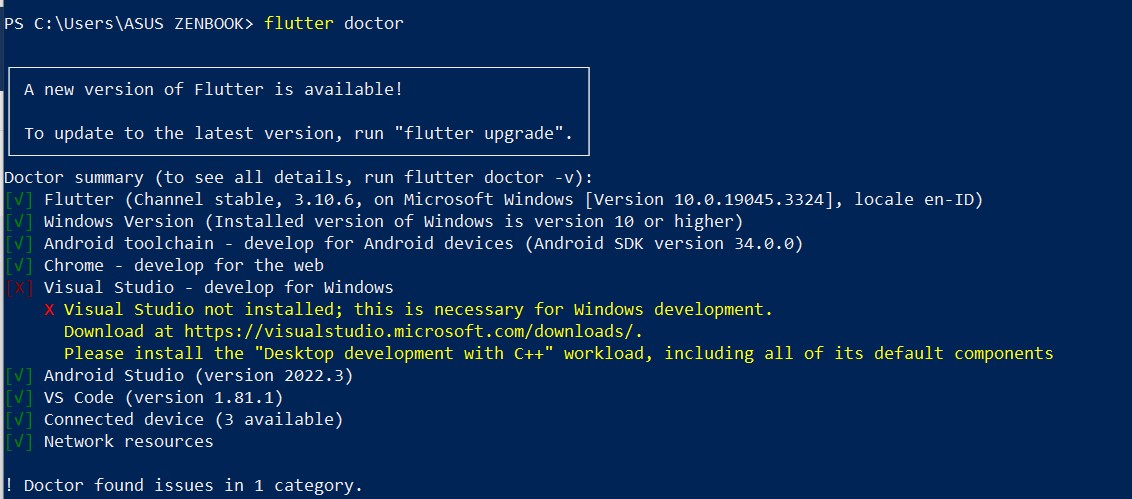 PS C:\Users\ASUS ZENBOOK> flutter doctor
A new version of Flutter is available!
To update to the latest version, run "flutter upgrade".
Doctor summary (to see all details, run flutter doctor -v):
[√] Flutter (Channel stable, 3.10.6, on Microsoft Windows [Version 10.0.19045.3324], locale en-ID)
[√] Windows Version (Installed version of Windows is version 10 or higher)
[√] Android toolchain - develop for Android devices (Android SDK version 34.0.0)
[√] Chrome - develop for the web
[X] Visual Studio - develop for Windows
X Visual Studio not installed; this is necessary for Windows development.
Download at https://visualstudio.microsoft.com/downloads/.
Please install the "Desktop development with C++" workload, including all of its default components
[√] Android Studio (version 2022.3)
[√] VS Code (version 1.81.1)
[√] Connected device (3 available)
[√] Network resources
! Doctor found issues in 1 category.